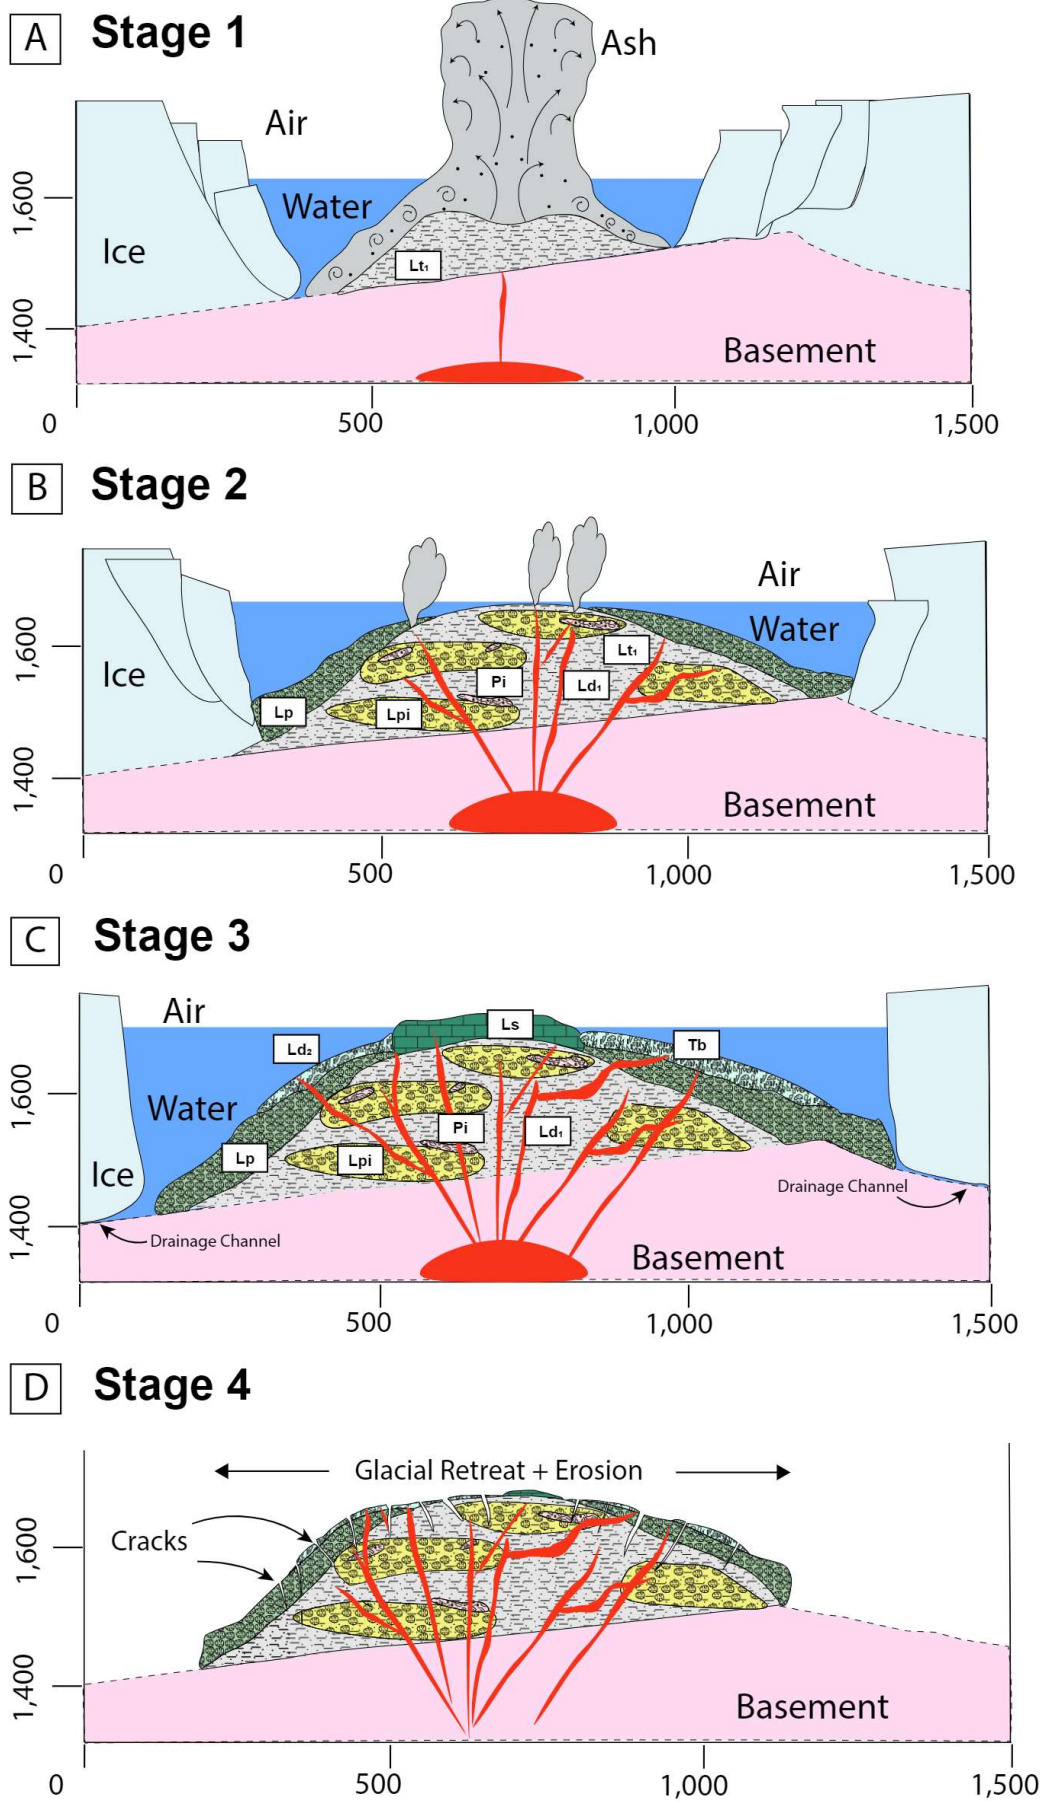 A Stage 1
Ash
Air
1,600
Water
Ice
Lt1
1,400
Basement
0 500 1,000 1,500
B Stage 2
Air
Water
1,600
Lt1
Ice
Pi
Ld1
Lp
Lpi
1,400
Basement
0 500 1,000 1,500
C Stage 3
Air
Ls
Ld2
Tb
1,600
Water
Pi
Ld1
Lp
Lpi
Ice
Drainage Channel
1,400
Drainage Channel
Basement
0 500 1,000 1,500
D Stage 4
Glacial Retreat + Erosion
Cracks
1,600
1,400
Basement
0 500 1,000 1,500